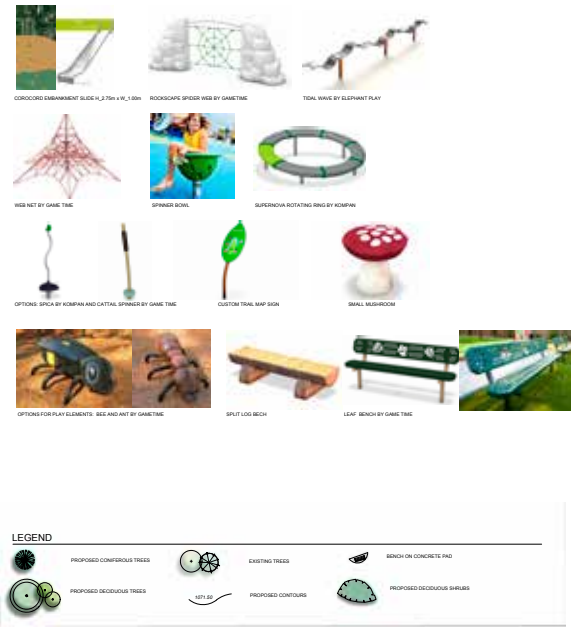 COROCORD EMBANKMENT SLIDE H_2.75m x W_1.00m
ROCKSCAPE SPIDER WEB BY GAMETIME
TIDAL WAVE BY ELEPHANT PLAY
WEB NET BY GAME TIME
SPINNER BOWL
SUPERNOVA ROTATING RING BY KOMPAN
OPTIONS: SPICA BY KOMPAN AND CATTAIL SPINNER BY GAME TIME
CUSTOM TRAIL MAP SIGN
SMALL MUSHROOM
OPTIONS FOR PLAY ELEMENTS: BEE AND ANT BY GAMETIME
SPLIT LOG BECH
LEAF BENCH BY GAME TIME
LEGEND
PROPOSED CONIFEROUS TREES
EXISTING TREES
BENCH ON CONCRETE PAD
PROPOSED DECIDUOUS TREES
1071.50
PROPOSED CONTOURS
PROPOSED DECIDUOUS SHRUBS